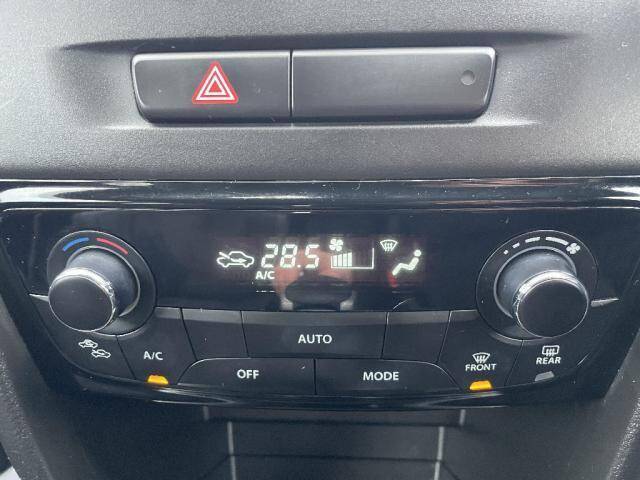 28.5
A/C
AUTO
A/C
OFF
MODE
FRONT
REAR